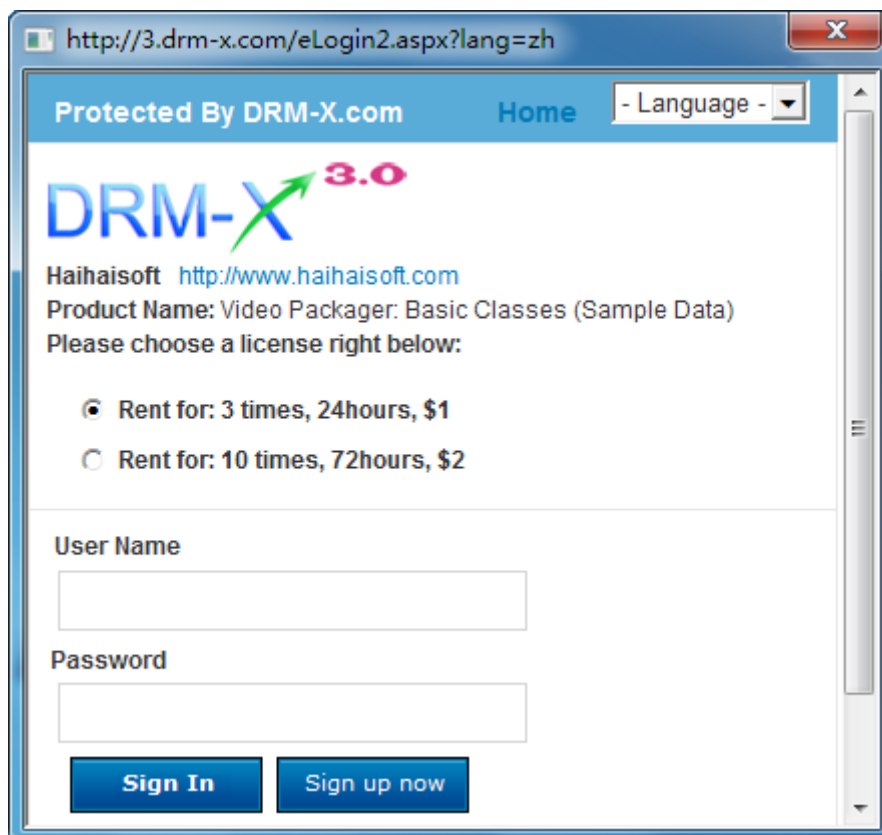 http://3.drm-x.com/eLogin2.aspx?lang=zh
Protected By DRM-X.com Home - Language -
DRM-X 3.0
Haihaisoft http://www.haihaisoft.com
Product Name: Video Packager: Basic Classes (Sample Data)
Please choose a license right below:
Rent for: 3 times, 24hours, $1
Rent for: 10 times, 72hours, $2
User Name
Password
Sign In Sign up now